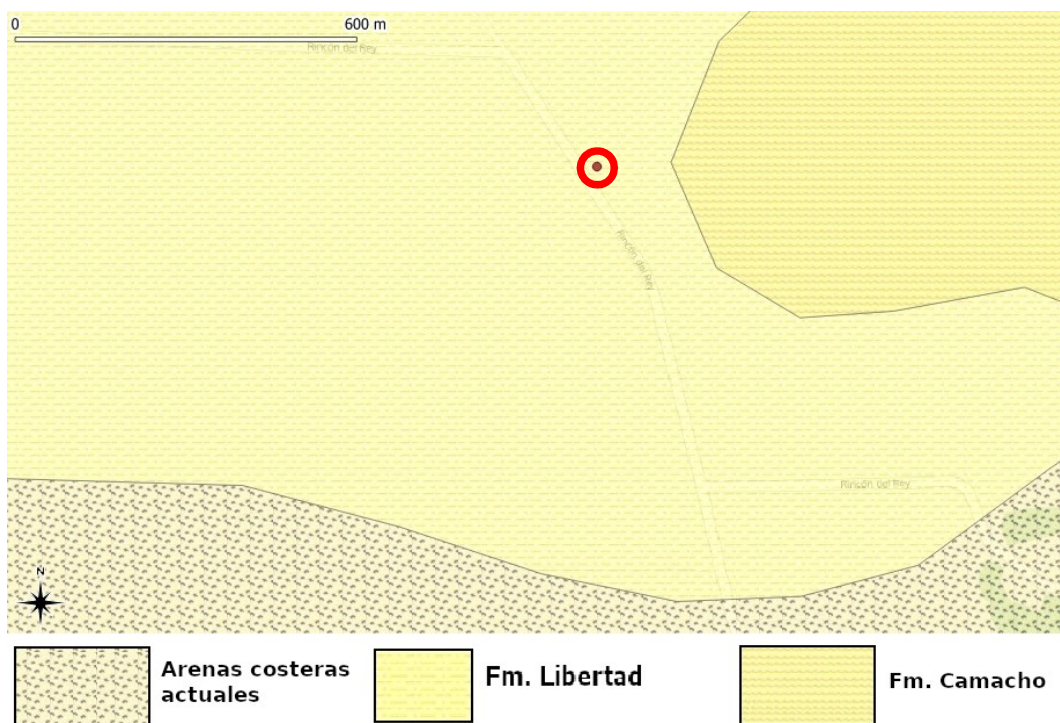 0
600 m
Rincón del Rey
Rincón del Rey
Rincón del Rey
N
Arenas costeras
actuales
Fm. Libertad
Fm. Camacho